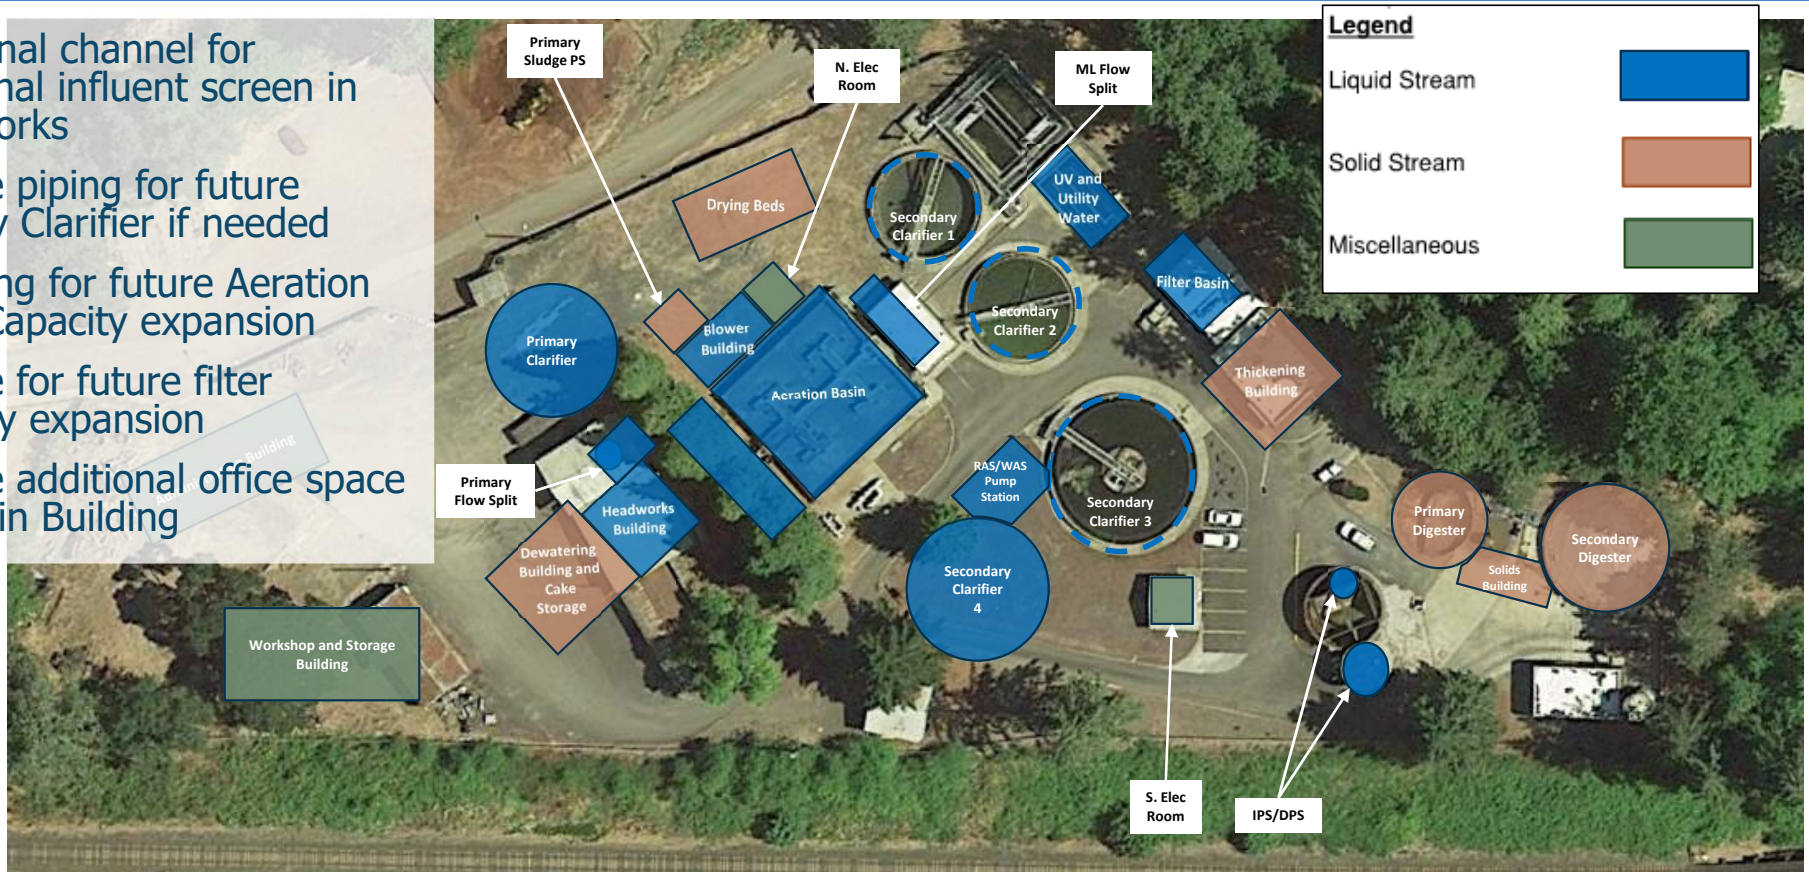 nal channel for
nal influent screen in
orks
e piping for future
y Clarifier if needed
ng for future Aeration
Capacity expansion
e for future filter
y expansion
e additional office space
in Building
Building
Primary
Sludge PS
N. Elec
Room
ML Flow
Split
Legend
Liquid Stream
Solid Stream
Miscellaneous
Drying Beds
Secondary
Clarifier 1
UV and
Utility
Water
Filter Basin
Secondary
Clarifier 2
Blower
Building
Primary
Clarifier
Aeration Basin
Thickening
Building
Primary
Flow Split
Headworks
Building
RAS/WAS
Pump
Station
Secondary
Clarifier 3
Dewatering
Building and
Cake
Storage
Secondary
Clarifier
4
Primary
Digester
Secondary
Digester
Solids
Building
Workshop and Storage
Building
S. Elec
Room
IPS/DPS